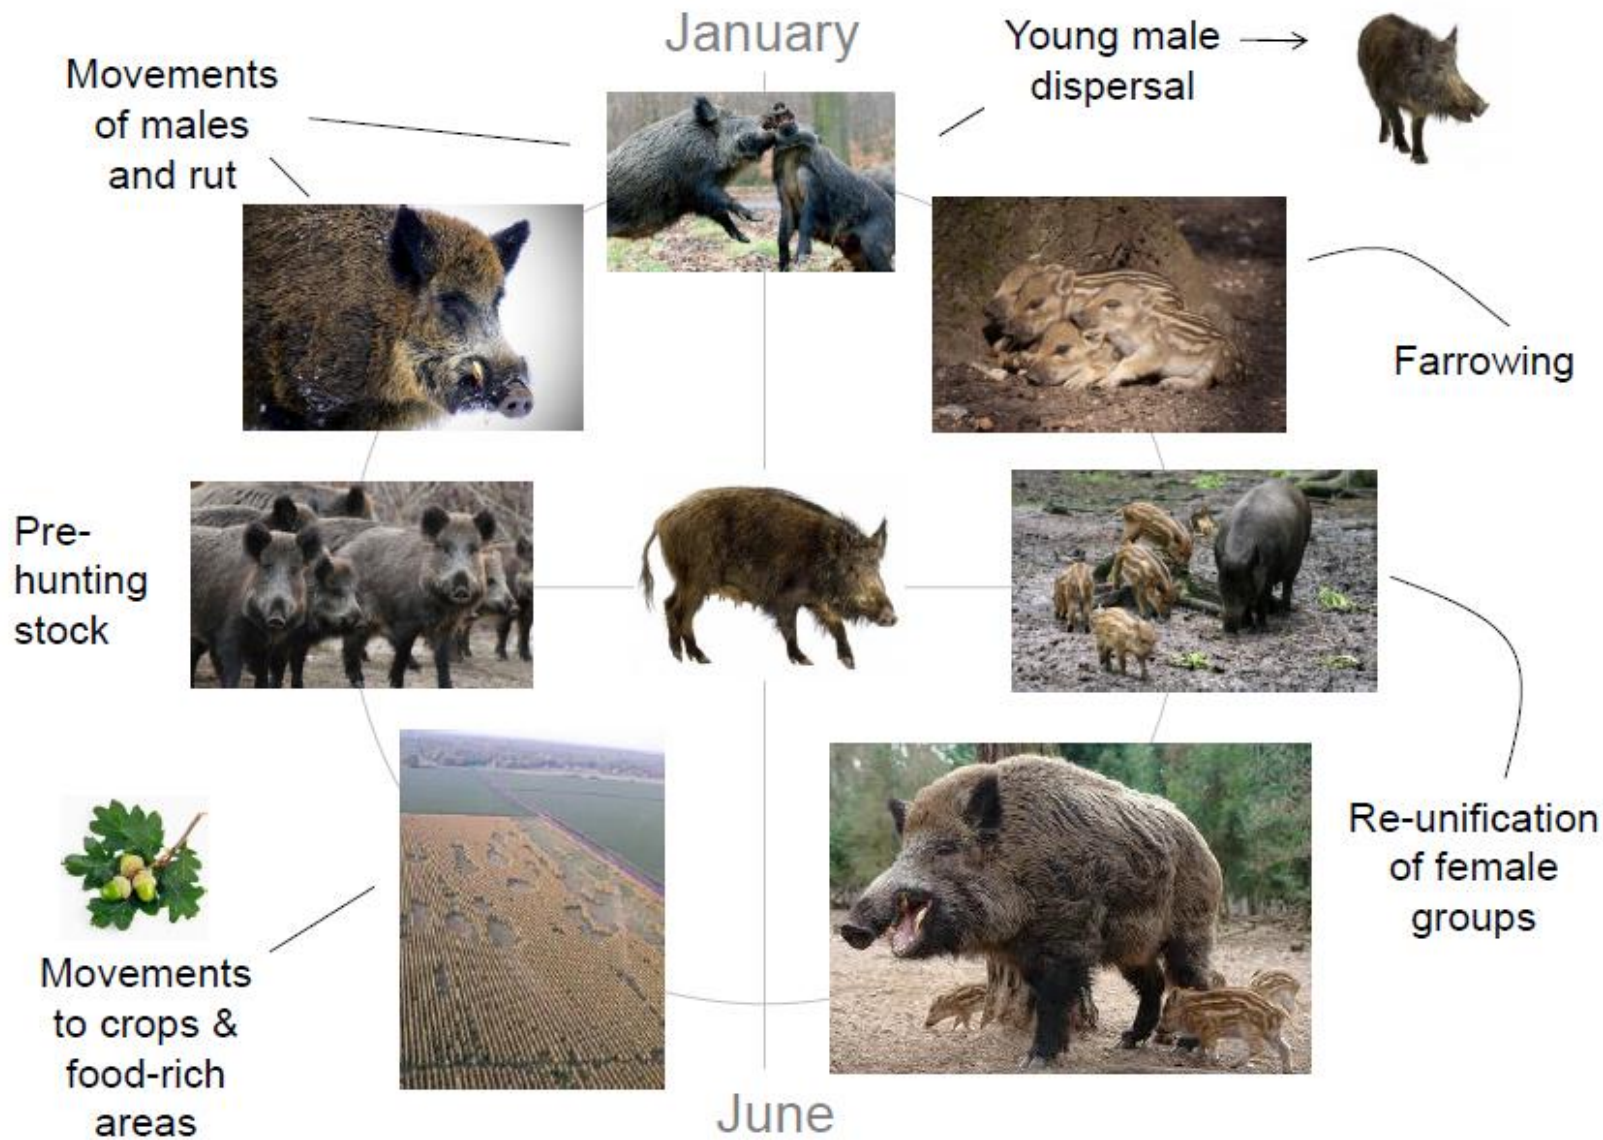 January
Young male
dispersal
Movements
of males
and rut
Farrowing
Pre-
hunting
stock
Re-unification
of female
groups
Movements
to crops &
food-rich
areas
June